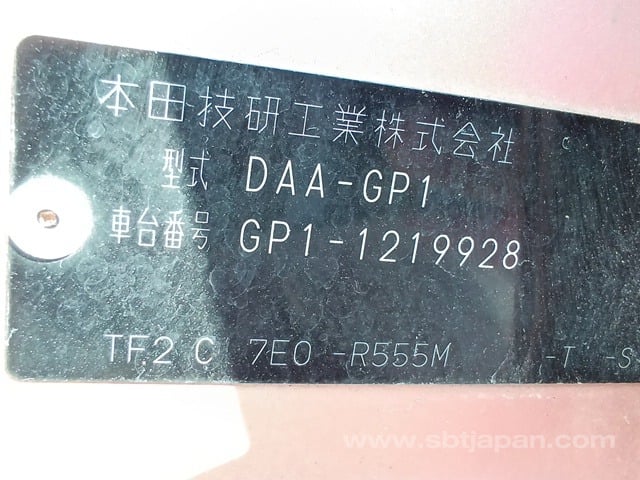 本田技研工業株式会社 C
型式 DAA-GP1
車台番号 GP1-1219928
TF2 C 7E0 -R555M -T -S
www.sbtjapan.com